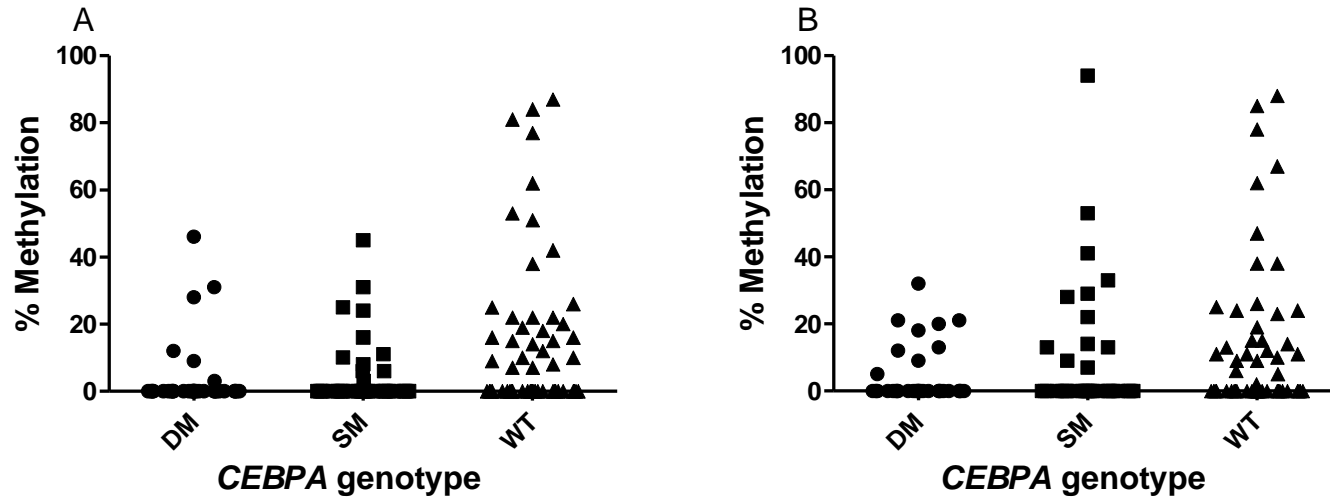 A
% Methylation
100
80
60
40
20
0
DM
SM
WT
CEBPA genotype
B
% Methylation
100
80
60
40
20
0
DM
SM
WT
CEBPA genotype